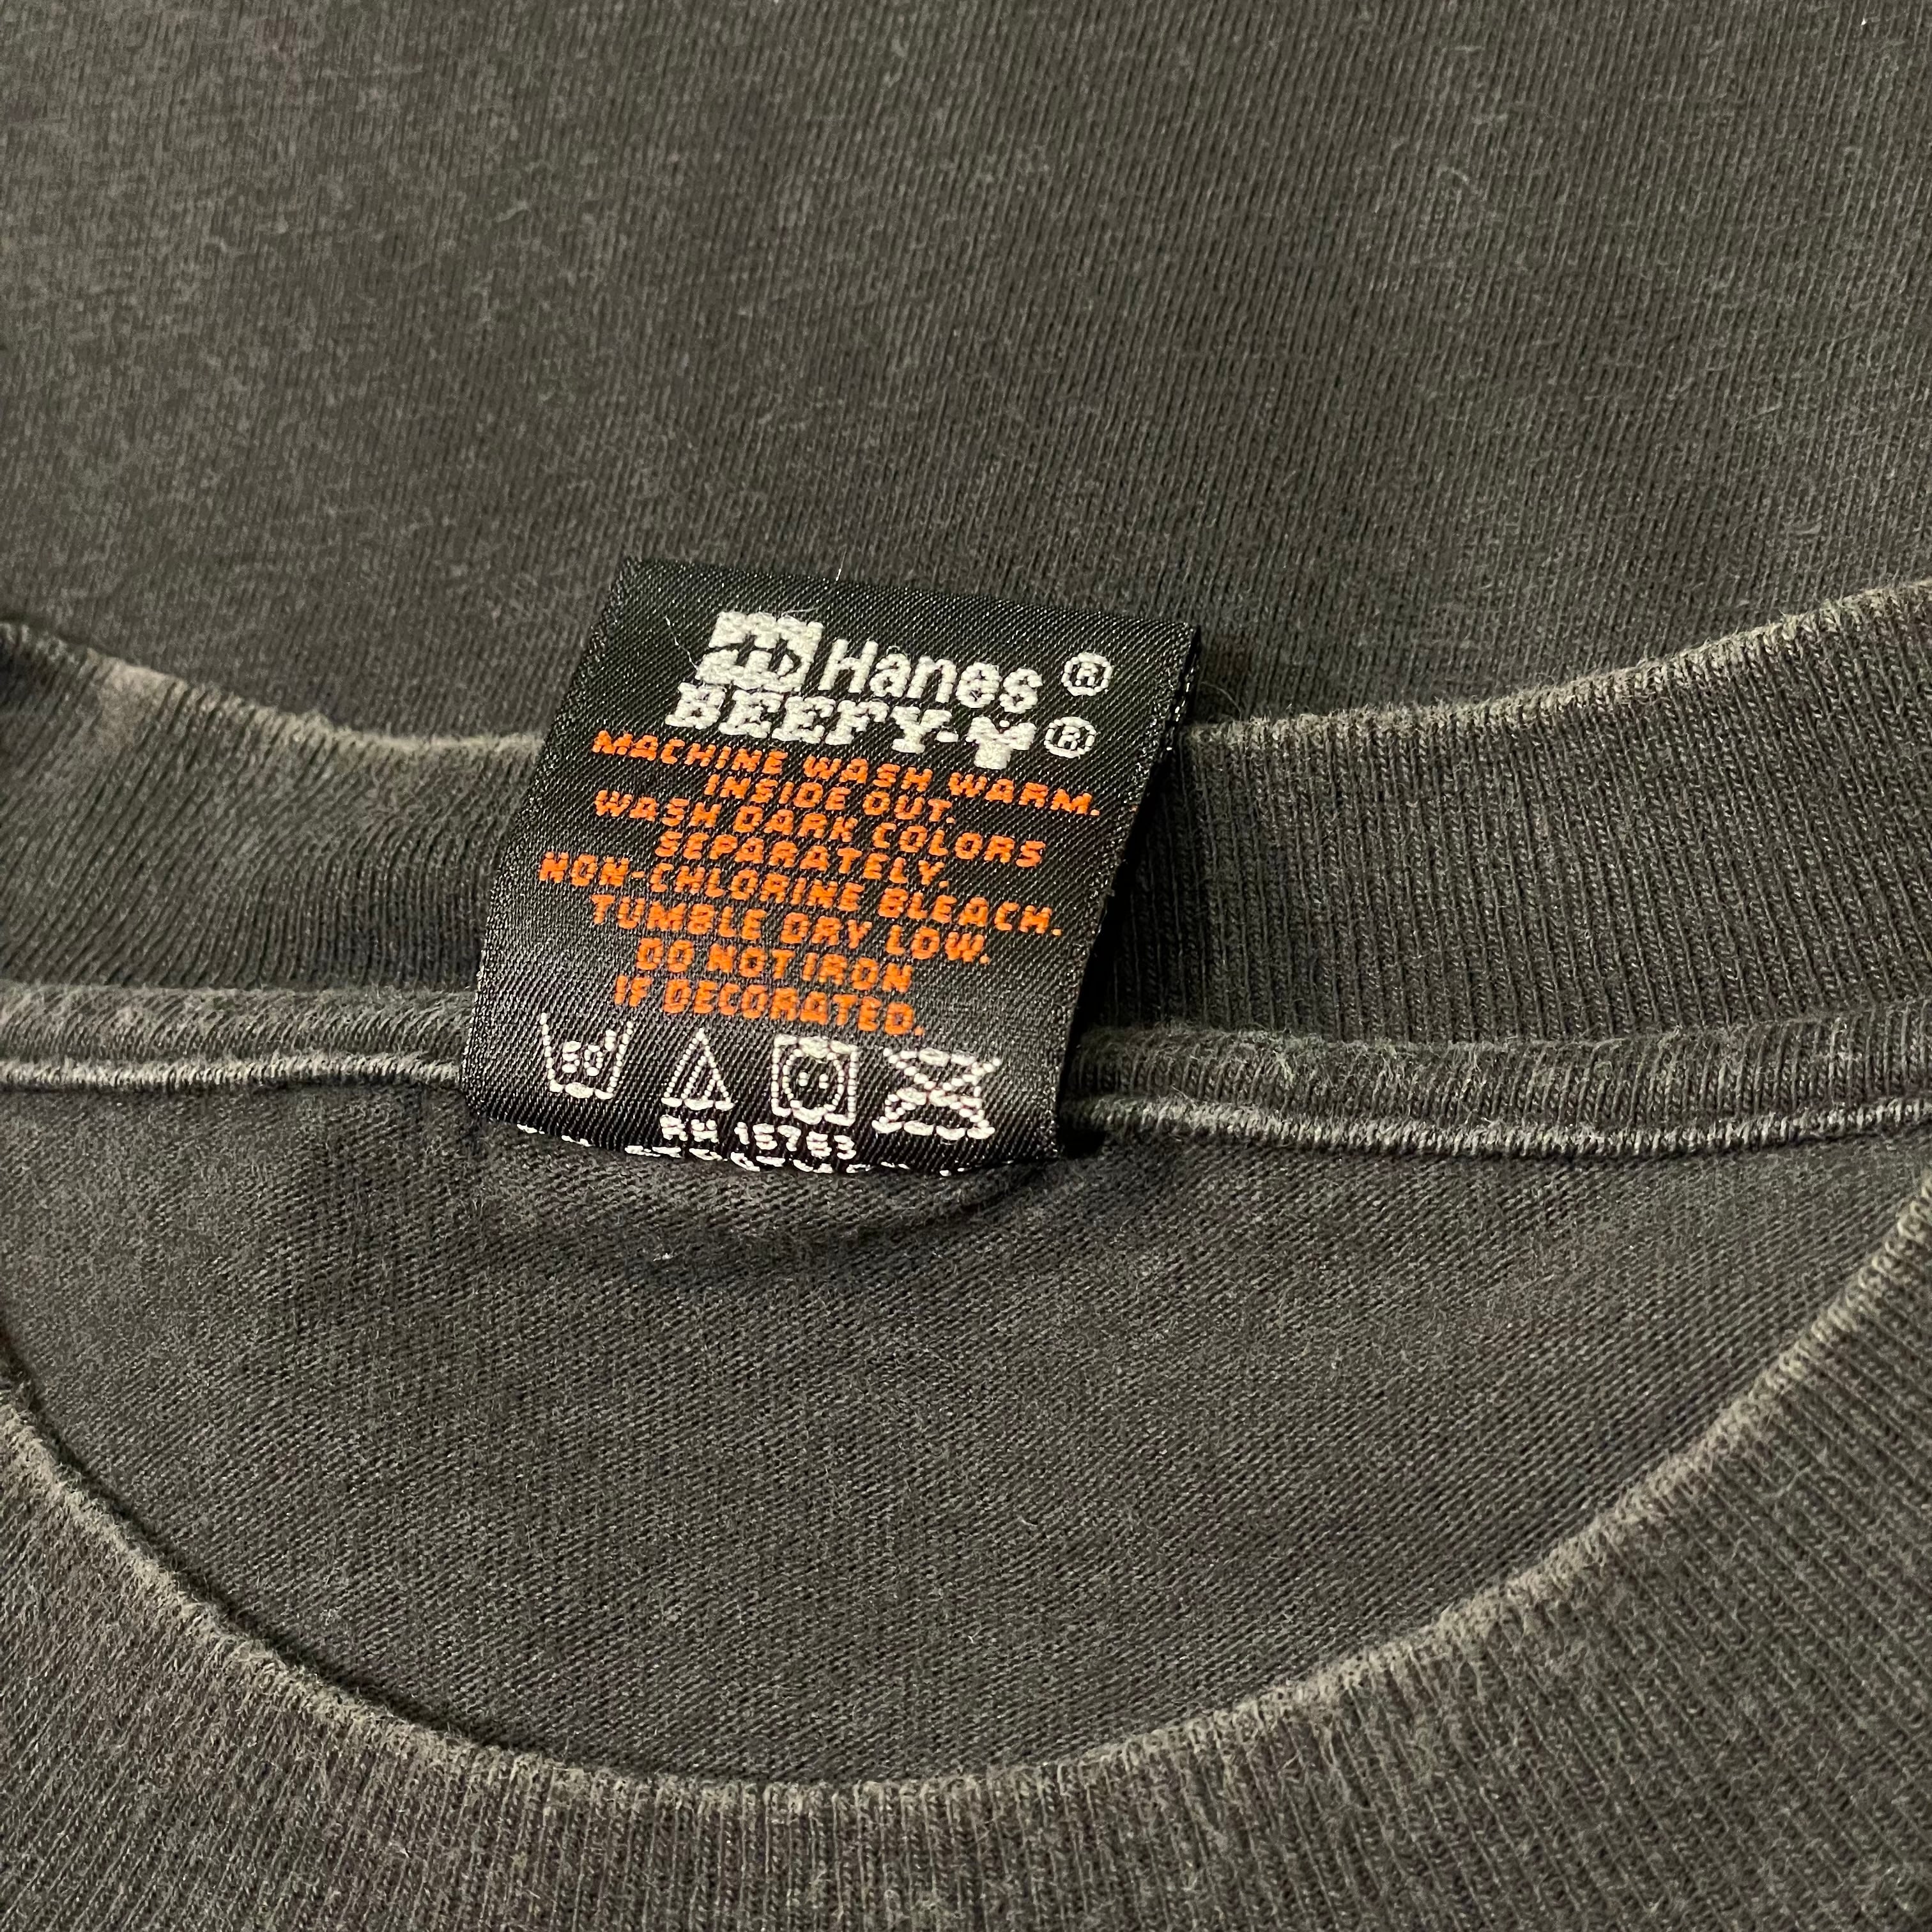 Hanes ®
BEEFY-T ®
MACHINE WASH WARM.
INSIDE OUT.
WASH DARK COLORS
SEPARATELY.
NON-CHLORINE BLEACH.
TUMBLE DRY LOW.
DO NOT IRON
IF DECORATED.
50°
RN 15763